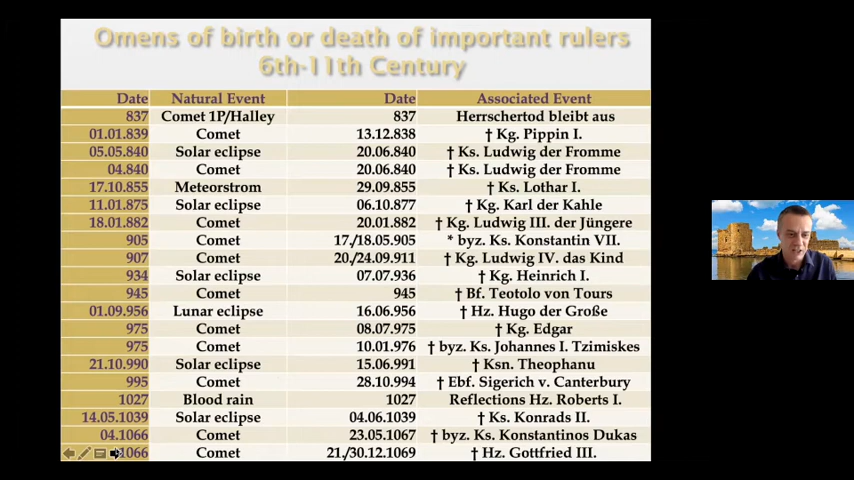 Omens of birth or death of important rulers
6th-11th Century
Date Natural Event Date Associated Event
837 Comet 1P/Halley 837 Herrschertod bleibt aus
01.01.839 Comet 13.12.838 † Kg. Pippin I.
05.05.840 Solar eclipse 20.06.840 † Ks. Ludwig der Fromme
04.840 Comet 20.06.840 † Ks. Ludwig der Fromme
17.10.855 Meteorstrom 29.09.855 † Ks. Lothar I.
11.01.875 Solar eclipse 06.10.877 † Kg. Karl der Kahle
18.01.882 Comet 20.01.882 † Kg. Ludwig III. der Jüngere
905 Comet 17./18.05.905 * byz. Ks. Konstantin VII.
907 Comet 20./24.09.911 † Kg. Ludwig IV. das Kind
934 Solar eclipse 07.07.936 † Kg. Heinrich I.
945 Comet 945 † Bf. Teotolo von Tours
01.09.956 Lunar eclipse 16.06.956 † Hz. Hugo der Große
975 Comet 08.07.975 † Kg. Edgar
975 Comet 10.01.976 † byz. Ks. Johannes I. Tzimiskes
21.10.990 Solar eclipse 15.06.991 † Ksn. Theophanu
995 Comet 28.10.994 † Ebf. Sigerich v. Canterbury
1027 Blood rain 1027 Reflections Hz. Roberts I.
14.05.1039 Solar eclipse 04.06.1039 † Ks. Konrads II.
04.1066 Comet 23.05.1067 † byz. Ks. Konstantinos Dukas
1066 Comet 21./30.12.1069 † Hz. Gottfried III.